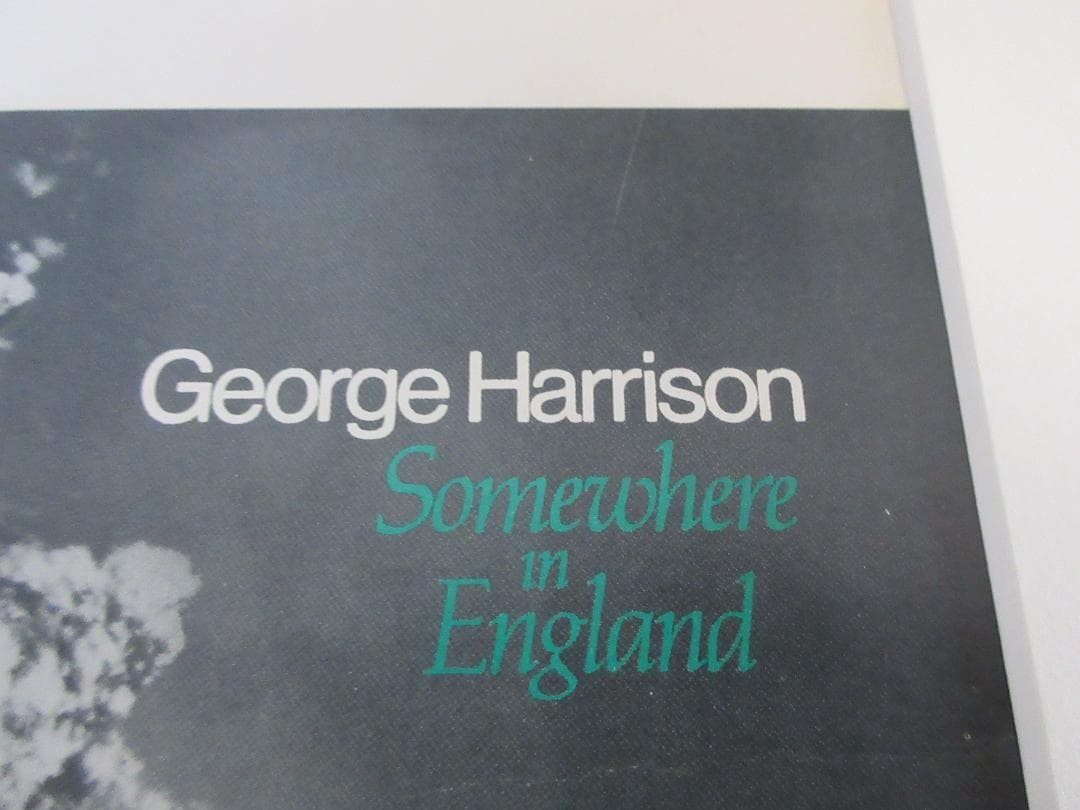 George Harrison
Somewhere
in
England